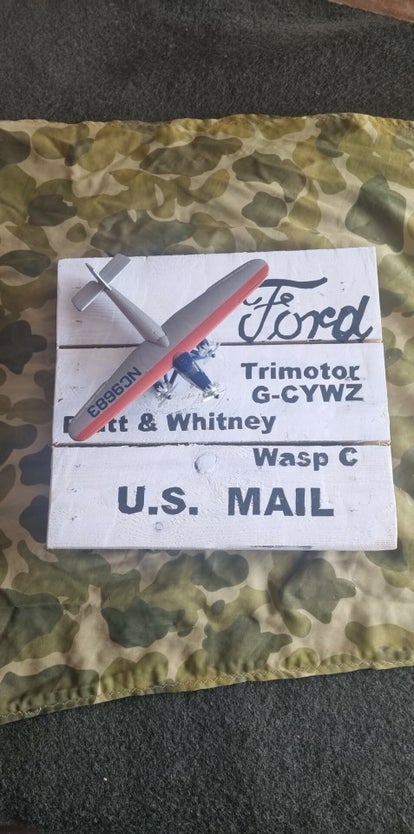 Ford
Trimotor
G-CYWZ
& Whitney
Wasp C
U.S. MAIL
NC9683